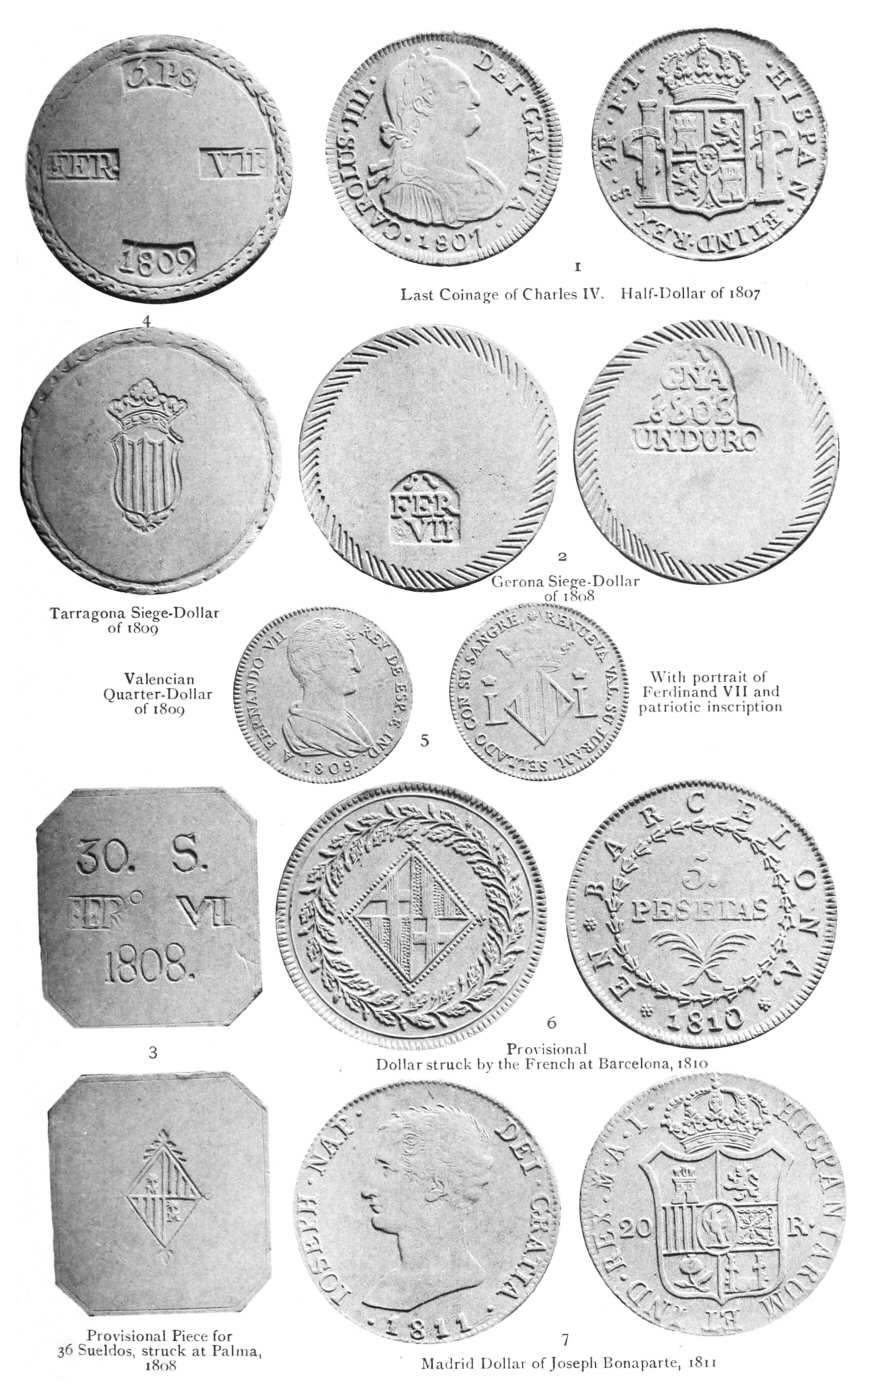 5.Ps
FER. VII.
1809
4
CAROLUS·IIII· DEI·GRATIA·
·1807·
·HISPAN·ET IND·REX· 4R·F·I·
1
Last Coinage of Charles IV. Half-Dollar of 1807
Tarragona Siege-Dollar
of 1809
FER
VII
GNA
1808
UN DURO
2
Gerona Siege-Dollar
of 1808
Valencian
Quarter-Dollar
of 1809
A FERNANDO VII REY DE ESP. E IND.
·1809.
5
RENUEVA VAL. SU JURAM. SELLADO CON SU SANGRE.
L L
With portrait of
Ferdinand VII and
patriotic inscription
30. S.
FERo VII
1808.
3
6
EN BARCELONA.
5.
PESETAS
* 1810 *
Provisional
Dollar struck by the French at Barcelona, 1810
Provisional Piece for
36 Sueldos, struck at Palma,
1808
IOSEPH·NAP· DEI·GRATIA
·1811·
HISPANIARUM ET IND·REX·M·A·I·
20 R·
7
Madrid Dollar of Joseph Bonaparte, 1811